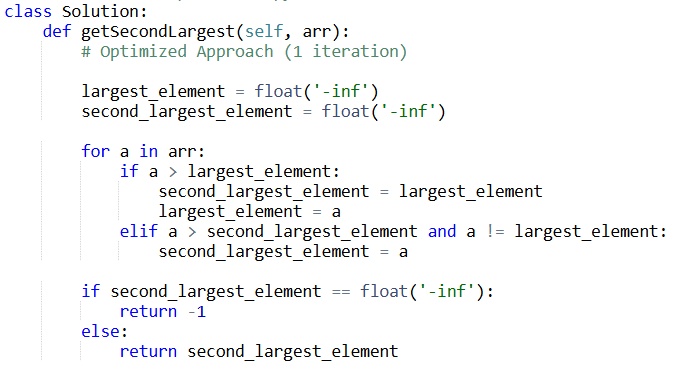 class Solution:
    def getSecondLargest(self, arr):
        # Optimized Approach (1 iteration)
        largest_element = float('-inf')
        second_largest_element = float('-inf')
        for a in arr:
            if a > largest_element:
                second_largest_element = largest_element
                largest_element = a
            elif a > second_largest_element and a != largest_element:
                second_largest_element = a
        if second_largest_element == float('-inf'):
            return -1
        else:
            return second_largest_element